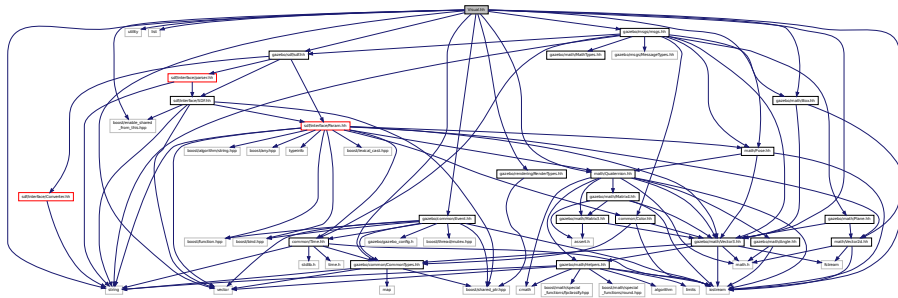 Visual.hh
utility
list
gazebo/msgs/msgs.hh
gazebo/sdf/sdf.hh
gazebo/math/MathTypes.hh
gazebo/msgs/MessageTypes.hh
sdf/interface/parser.hh
sdf/interface/SDF.hh
gazebo/math/Box.hh
boost/enable_shared
_from_this.hpp
sdf/interface/Param.hh
boost/algorithm/string.hpp
boost/any.hpp
typeinfo
boost/lexical_cast.hpp
math/Pose.hh
gazebo/rendering/RenderTypes.hh
math/Quaternion.hh
sdf/interface/Converter.hh
gazebo/math/Matrix4.hh
gazebo/common/Event.hh
gazebo/math/Matrix3.hh
common/Color.hh
gazebo/math/Plane.hh
boost/function.hpp
boost/bind.hpp
common/Time.hh
gazebo/gazebo_config.h
boost/thread/mutex.hpp
assert.h
gazebo/math/Vector3.hh
gazebo/math/Angle.hh
math/Vector2d.hh
stdlib.h
time.h
gazebo/common/CommonTypes.hh
gazebo/math/Helpers.hh
math.h
fstream
string
vector
map
boost/shared_ptr.hpp
cmath
boost/math/special
_functions/fpclassify.hpp
boost/math/special
_functions/round.hpp
algorithm
limits
iostream